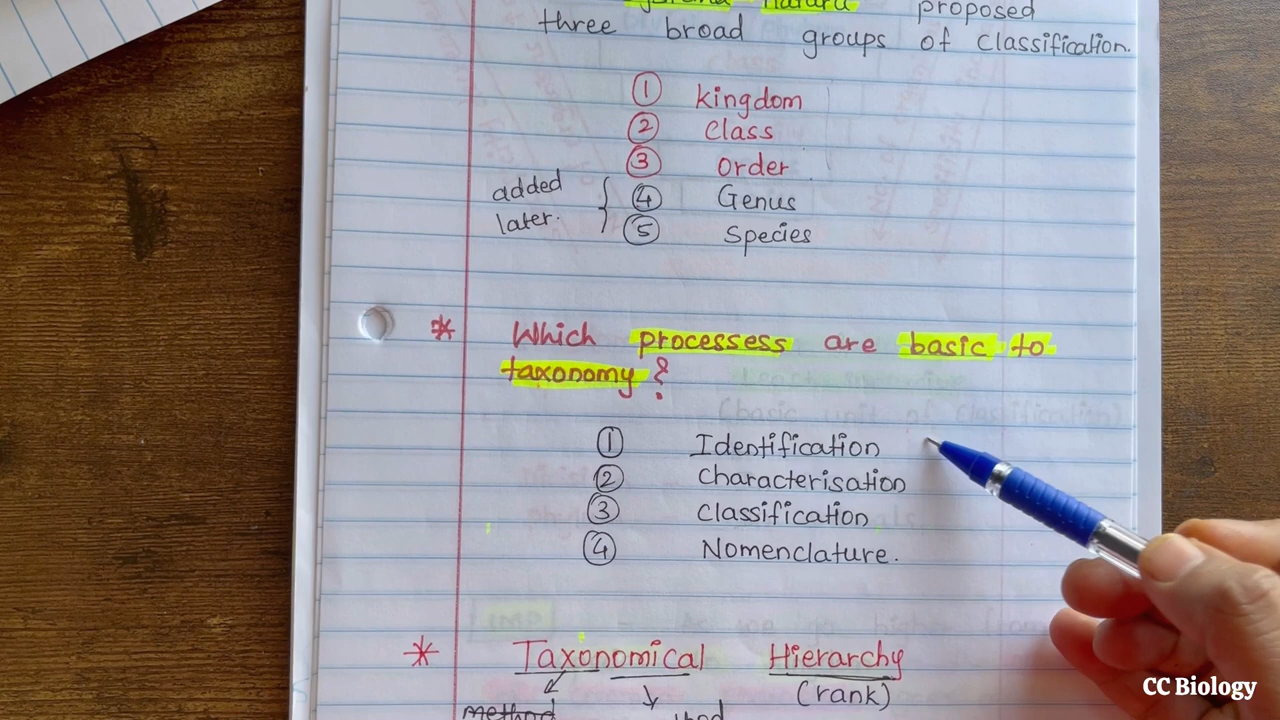 proposed
three broad groups of classification.
① Kingdom
② class
③ order
added later. { ④ Genus
⑤ Species
* Which processess are basic to
taxonomy ?
① Identification
② Characterisation
③ classification
④ Nomenclature.
* Taxonomical Hierarchy
(rank)
method
CC Biology